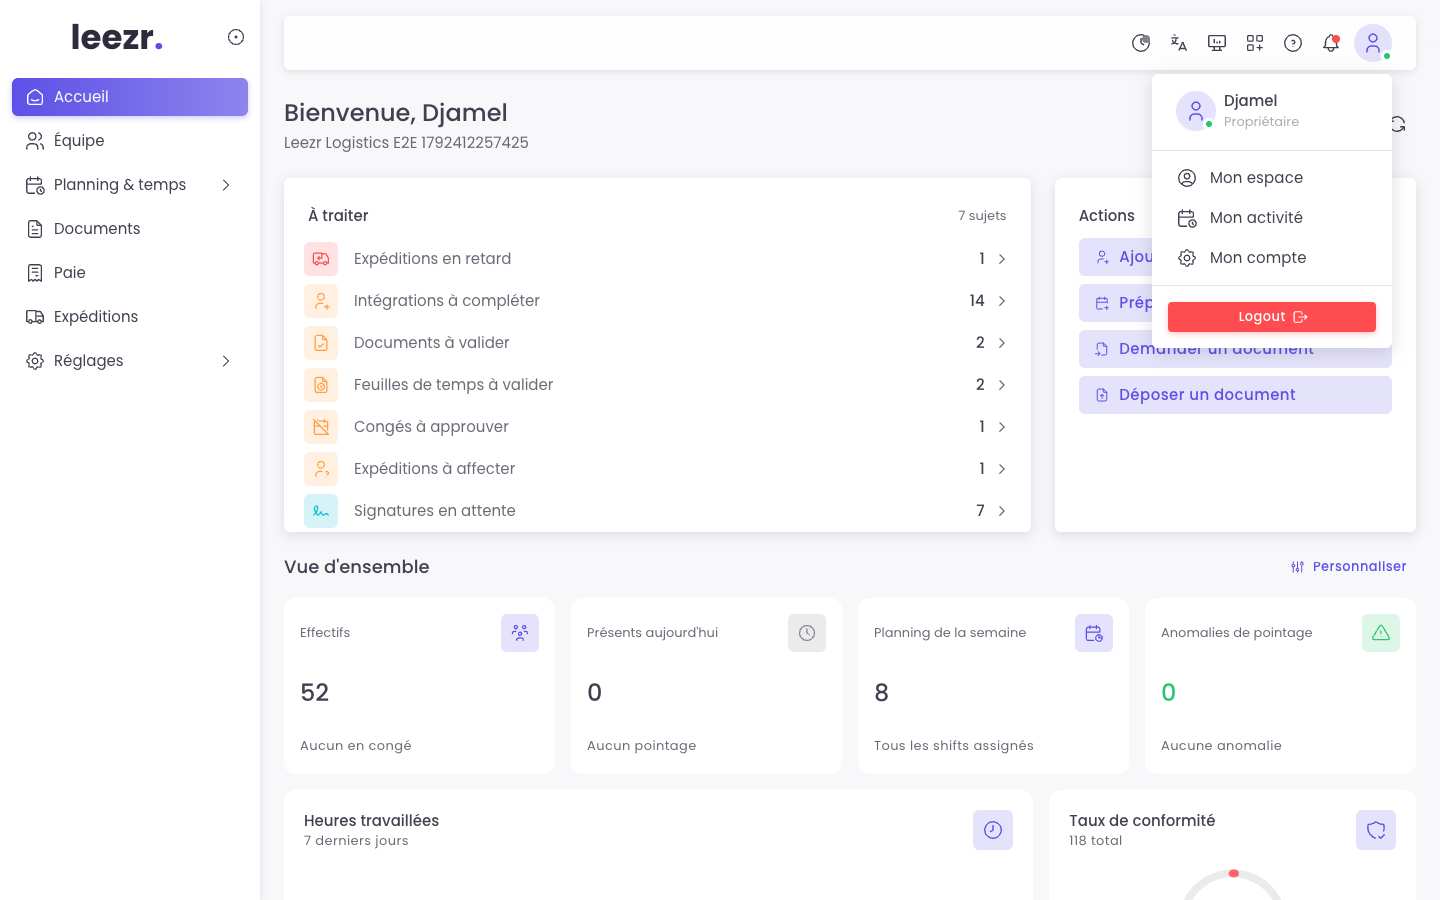 leezr.
Accueil
Équipe
Planning & temps
Documents
Paie
Expéditions
Réglages
Bienvenue, Djamel
Leezr Logistics E2E 1792412257425
Djamel
Propriétaire
Mon espace
Mon activité
Mon compte
Logout
À traiter
7 sujets
Expéditions en retard 1
Intégrations à compléter 14
Documents à valider 2
Feuilles de temps à valider 2
Congés à approuver 1
Expéditions à affecter 1
Signatures en attente 7
Actions
Demander un document
Déposer un document
Vue d'ensemble
Personnaliser
Effectifs
52
Aucun en congé
Présents aujourd'hui
0
Aucun pointage
Planning de la semaine
8
Tous les shifts assignés
Anomalies de pointage
0
Aucune anomalie
Heures travaillées
7 derniers jours
Taux de conformité
118 total